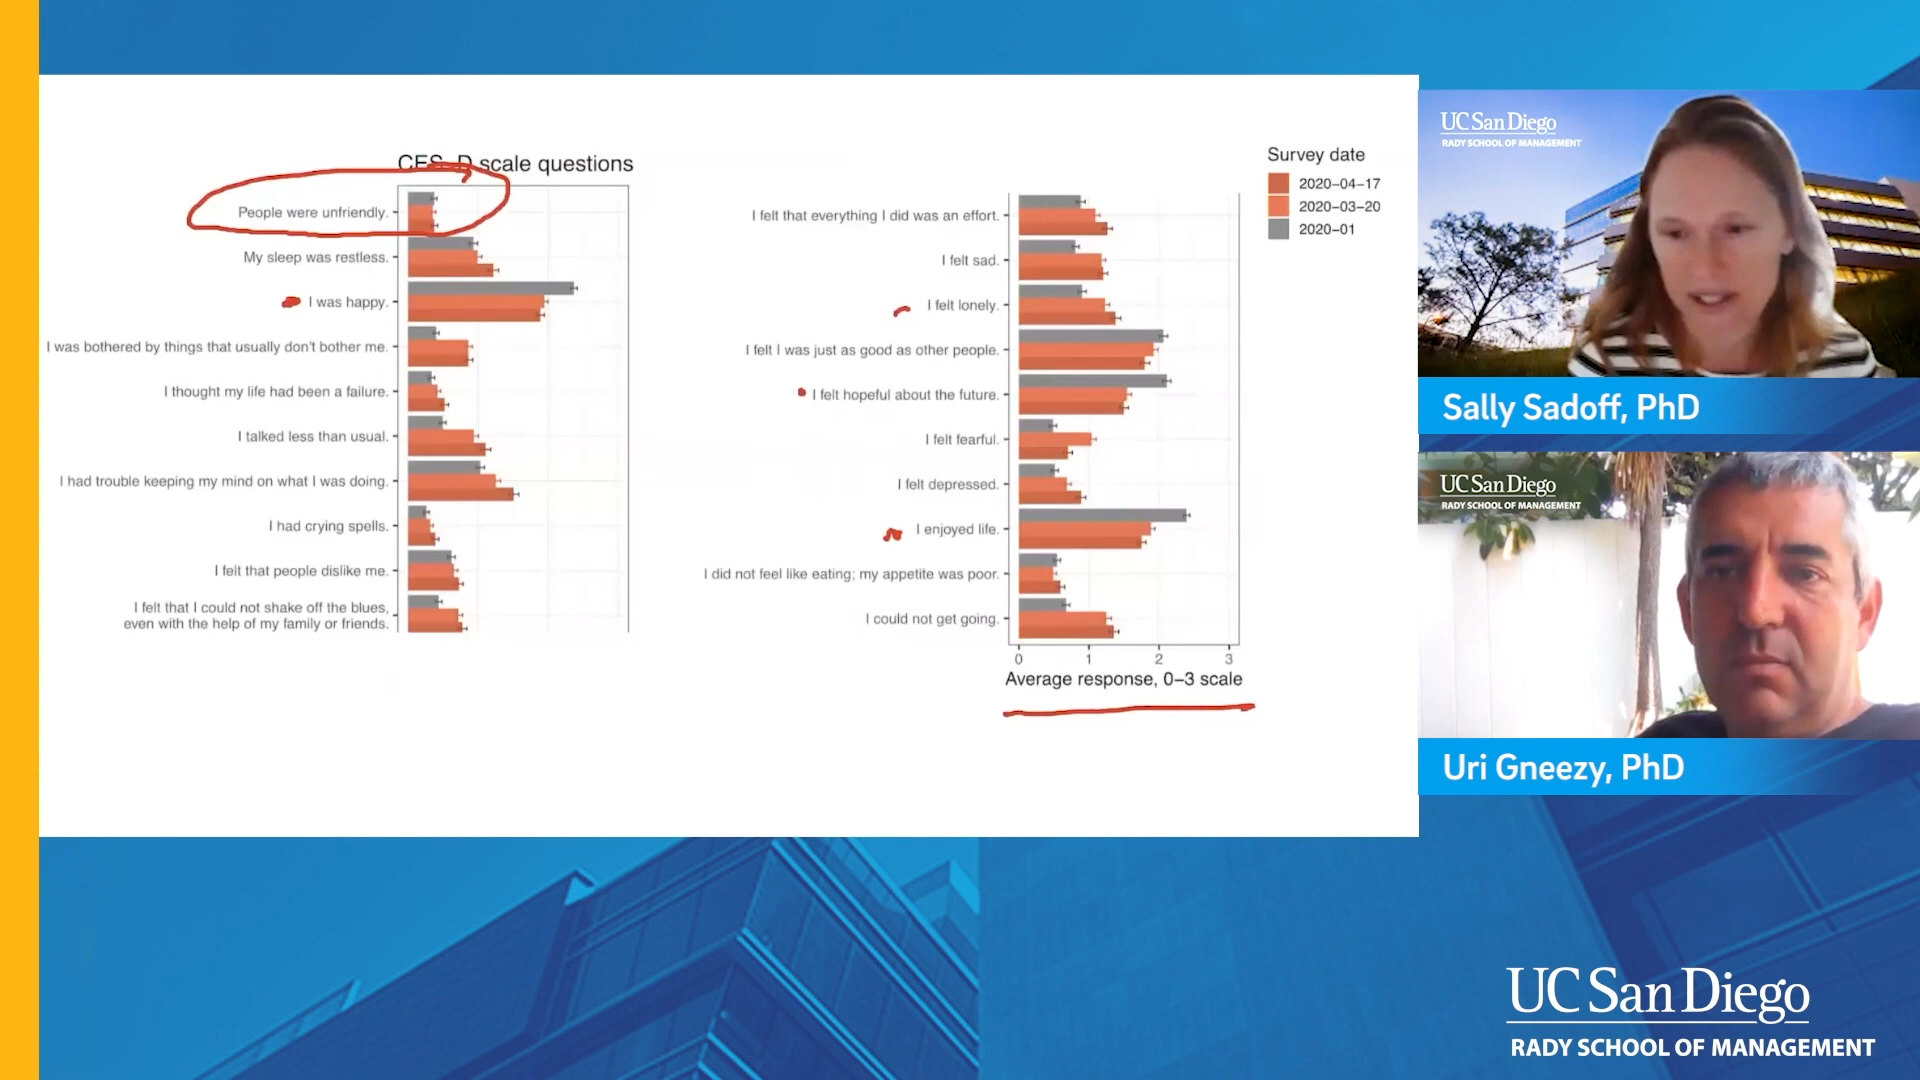 CES-D scale questions
People were unfriendly.
My sleep was restless.
I was happy.
I was bothered by things that usually don't bother me.
I thought my life had been a failure.
I talked less than usual.
I had trouble keeping my mind on what I was doing.
I had crying spells.
I felt that people dislike me.
I felt that I could not shake off the blues,
even with the help of my family or friends.
I felt that everything I did was an effort.
I felt sad.
I felt lonely.
I felt I was just as good as other people.
I felt hopeful about the future.
I felt fearful.
I felt depressed.
I enjoyed life.
I did not feel like eating; my appetite was poor.
I could not get going.
0 1 2 3
Average response, 0–3 scale
Survey date
2020–04–17
2020–03–20
2020–01
UC San Diego
RADY SCHOOL OF MANAGEMENT
Sally Sadoff, PhD
UC San Diego
RADY SCHOOL OF MANAGEMENT
Uri Gneezy, PhD
UC San Diego
RADY SCHOOL OF MANAGEMENT